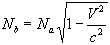 N_b = N_a √(1 − V²/c²)